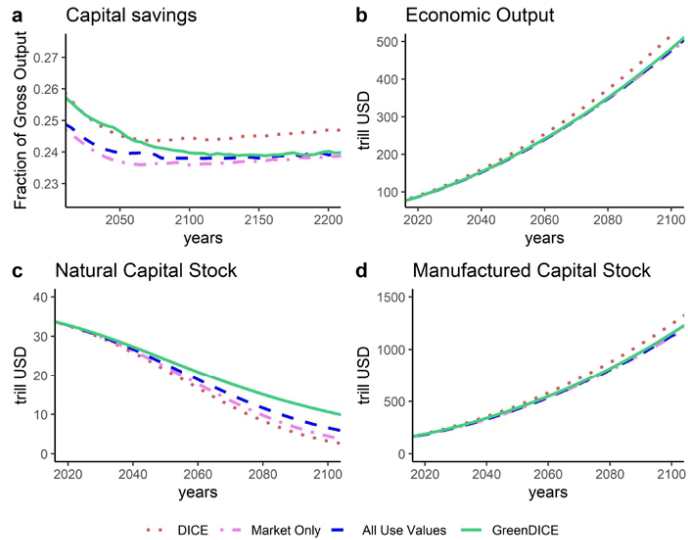 a Capital savings
Fraction of Gross Output
0.27
0.26
0.25
0.24
0.23
2050 2100 2150 2200
years
b Economic Output
trill USD
500
400
300
200
100
2020 2040 2060 2080 2100
years
c Natural Capital Stock
trill USD
40
30
20
10
0
2020 2040 2060 2080 2100
years
d Manufactured Capital Stock
trill USD
1500
1000
500
0
2020 2040 2060 2080 2100
years
DICE Market Only All Use Values GreenDICE